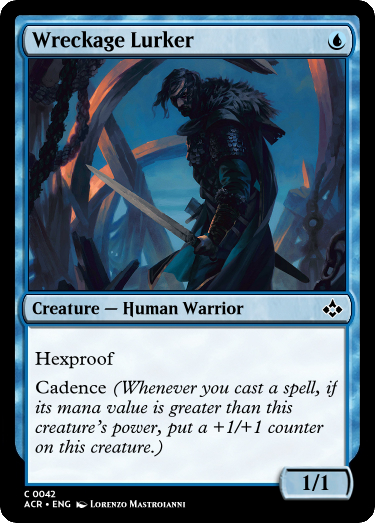 Wreckage Lurker
Creature — Human Warrior
Hexproof
Cadence (Whenever you cast a spell, if
its mana value is greater than this
creature's power, put a +1/+1 counter
on this creature.)
1/1
C 0042
ACR • ENG Lorenzo Mastroianni